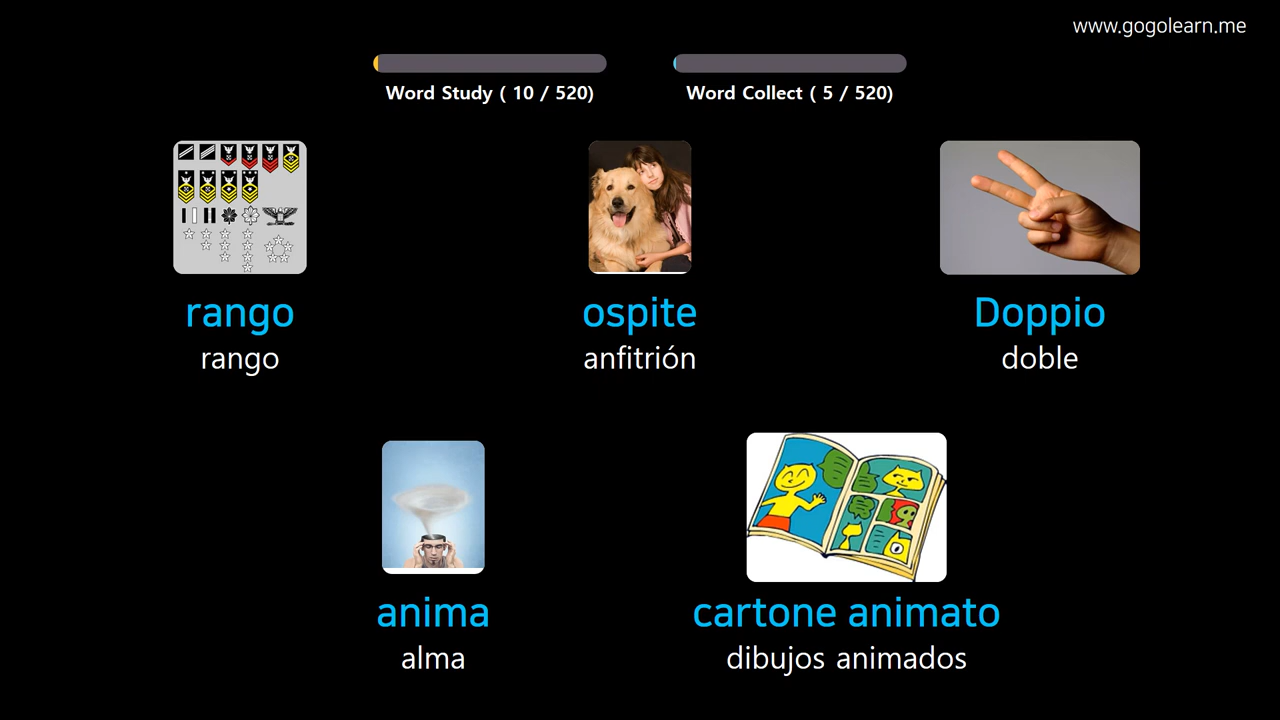 www.gogolearn.me
Word Study ( 10 / 520)
Word Collect ( 5 / 520)
rango
rango
ospite
anfitrión
Doppio
doble
anima
alma
cartone animato
dibujos animados